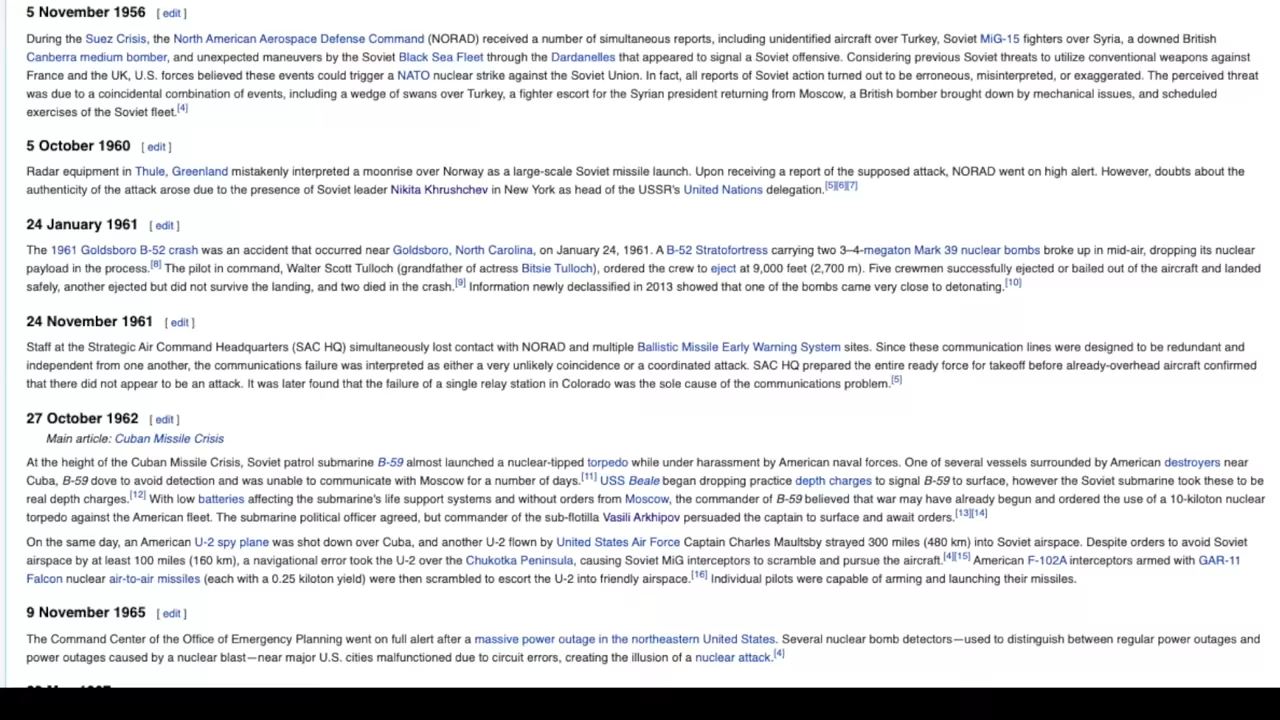 5 November 1956 [ edit ]
During the Suez Crisis, the North American Aerospace Defense Command (NORAD) received a number of simultaneous reports, including unidentified aircraft over Turkey, Soviet MiG-15 fighters over Syria, a downed British
Canberra medium bomber, and unexpected maneuvers by the Soviet Black Sea Fleet through the Dardanelles that appeared to signal a Soviet offensive. Considering previous Soviet threats to utilize conventional weapons against
France and the UK, U.S. forces believed these events could trigger a NATO nuclear strike against the Soviet Union. In fact, all reports of Soviet action turned out to be erroneous, misinterpreted, or exaggerated. The perceived threat
was due to a coincidental combination of events, including a wedge of swans over Turkey, a fighter escort for the Syrian president returning from Moscow, a British bomber brought down by mechanical issues, and scheduled
exercises of the Soviet fleet.[4]
5 October 1960 [ edit ]
Radar equipment in Thule, Greenland mistakenly interpreted a moonrise over Norway as a large-scale Soviet missile launch. Upon receiving a report of the supposed attack, NORAD went on high alert. However, doubts about the
authenticity of the attack arose due to the presence of Soviet leader Nikita Khrushchev in New York as head of the USSR's United Nations delegation.[5][6][7]
24 January 1961 [ edit ]
The 1961 Goldsboro B-52 crash was an accident that occurred near Goldsboro, North Carolina, on January 24, 1961. A B-52 Stratofortress carrying two 3–4-megaton Mark 39 nuclear bombs broke up in mid-air, dropping its nuclear
payload in the process.[8] The pilot in command, Walter Scott Tulloch (grandfather of actress Bitsie Tulloch), ordered the crew to eject at 9,000 feet (2,700 m). Five crewmen successfully ejected or bailed out of the aircraft and landed
safely, another ejected but did not survive the landing, and two died in the crash.[9] Information newly declassified in 2013 showed that one of the bombs came very close to detonating.[10]
24 November 1961 [ edit ]
Staff at the Strategic Air Command Headquarters (SAC HQ) simultaneously lost contact with NORAD and multiple Ballistic Missile Early Warning System sites. Since these communication lines were designed to be redundant and
independent from one another, the communications failure was interpreted as either a very unlikely coincidence or a coordinated attack. SAC HQ prepared the entire ready force for takeoff before already-overhead aircraft confirmed
that there did not appear to be an attack. It was later found that the failure of a single relay station in Colorado was the sole cause of the communications problem.[5]
27 October 1962 [ edit ]
Main article: Cuban Missile Crisis
At the height of the Cuban Missile Crisis, Soviet patrol submarine B-59 almost launched a nuclear-tipped torpedo while under harassment by American naval forces. One of several vessels surrounded by American destroyers near
Cuba, B-59 dove to avoid detection and was unable to communicate with Moscow for a number of days.[11] USS Beale began dropping practice depth charges to signal B-59 to surface, however the Soviet submarine took these to be
real depth charges.[12] With low batteries affecting the submarine's life support systems and without orders from Moscow, the commander of B-59 believed that war may have already begun and ordered the use of a 10-kiloton nuclear
torpedo against the American fleet. The submarine political officer agreed, but commander of the sub-flotilla Vasili Arkhipov persuaded the captain to surface and await orders.[13][14]
On the same day, an American U-2 spy plane was shot down over Cuba, and another U-2 flown by United States Air Force Captain Charles Maultsby strayed 300 miles (480 km) into Soviet airspace. Despite orders to avoid Soviet
airspace by at least 100 miles (160 km), a navigational error took the U-2 over the Chukotka Peninsula, causing Soviet MiG interceptors to scramble and pursue the aircraft.[4][15] American F-102A interceptors armed with GAR-11
Falcon nuclear air-to-air missiles (each with a 0.25 kiloton yield) were then scrambled to escort the U-2 into friendly airspace.[16] Individual pilots were capable of arming and launching their missiles.
9 November 1965 [ edit ]
The Command Center of the Office of Emergency Planning went on full alert after a massive power outage in the northeastern United States. Several nuclear bomb detectors—used to distinguish between regular power outages and
power outages caused by a nuclear blast—near major U.S. cities malfunctioned due to circuit errors, creating the illusion of a nuclear attack.[4]